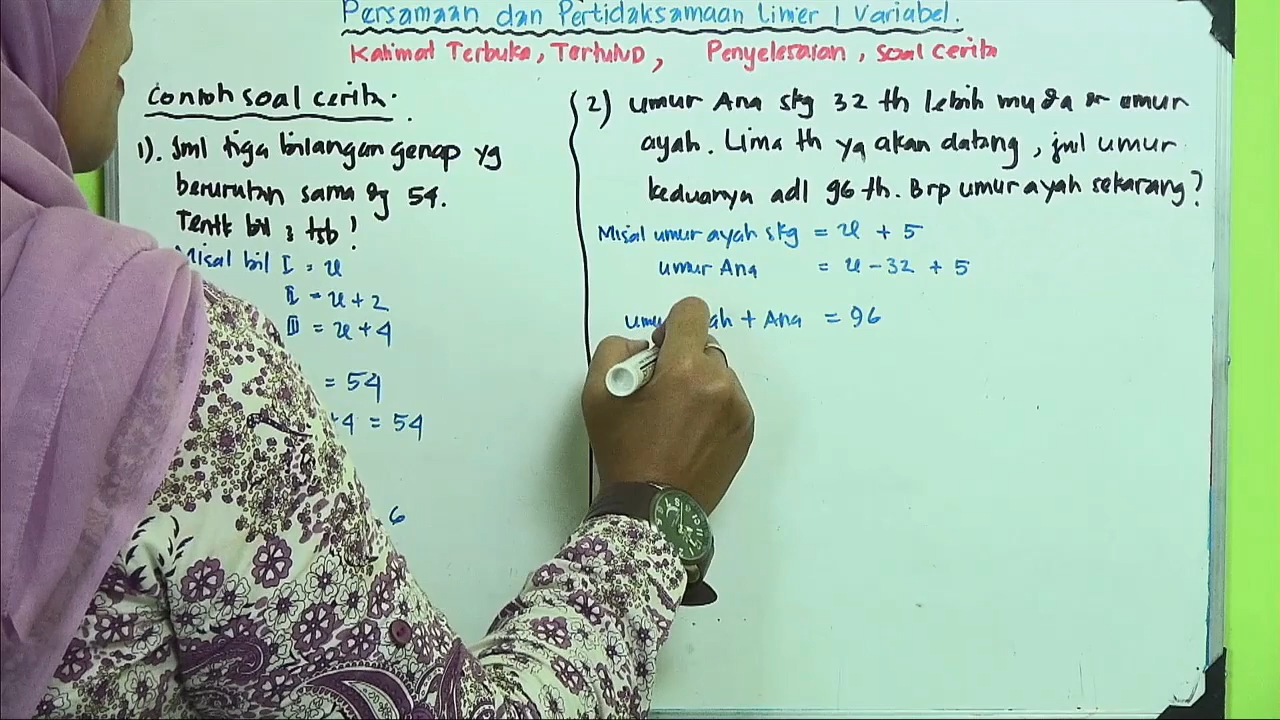 Persamaan dan Pertidaksamaan Linier 1 Variabel.
Kalimat Terbuka, Tertutup, Penyelesaian, soal cerita
Contoh soal cerita.
1). Jml tiga bilangan genap yg
berurutan sama dg 54.
Tentk bil 3 tsb!
Misal bil I = x
II = x + 2
III = x + 4
= 54
4 = 54
6
2) umur Ana skg 32 th lebih muda dr umur
ayah. Lima th yg akan datang, jml umur
keduanya adl 96 th. Brp umur ayah sekarang?
Misal umur ayah skg = x + 5
umur Ana = x - 32 + 5
+ Ana = 96